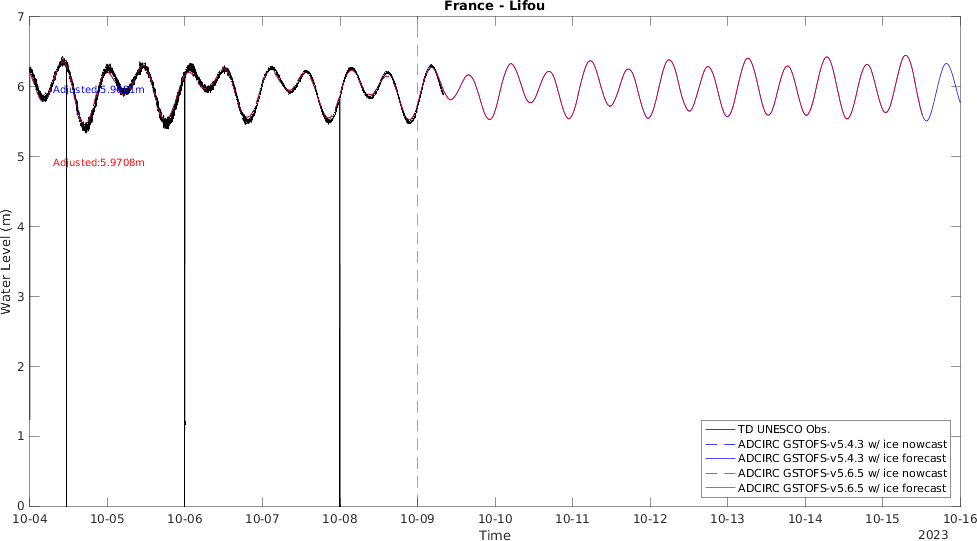 France - Lifou
7
6
5
4
3
2
1
0
Water Level (m)
Adjusted:5.9708m
TD UNESCO Obs.
ADCIRC GSTOFS-v5.4.3 w/ ice nowcast
ADCIRC GSTOFS-v5.4.3 w/ ice forecast
ADCIRC GSTOFS-v5.6.5 w/ ice nowcast
ADCIRC GSTOFS-v5.6.5 w/ ice forecast
10-04 10-05 10-06 10-07 10-08 10-09 10-10 10-11 10-12 10-13 10-14 10-15 10-16
Time
2023